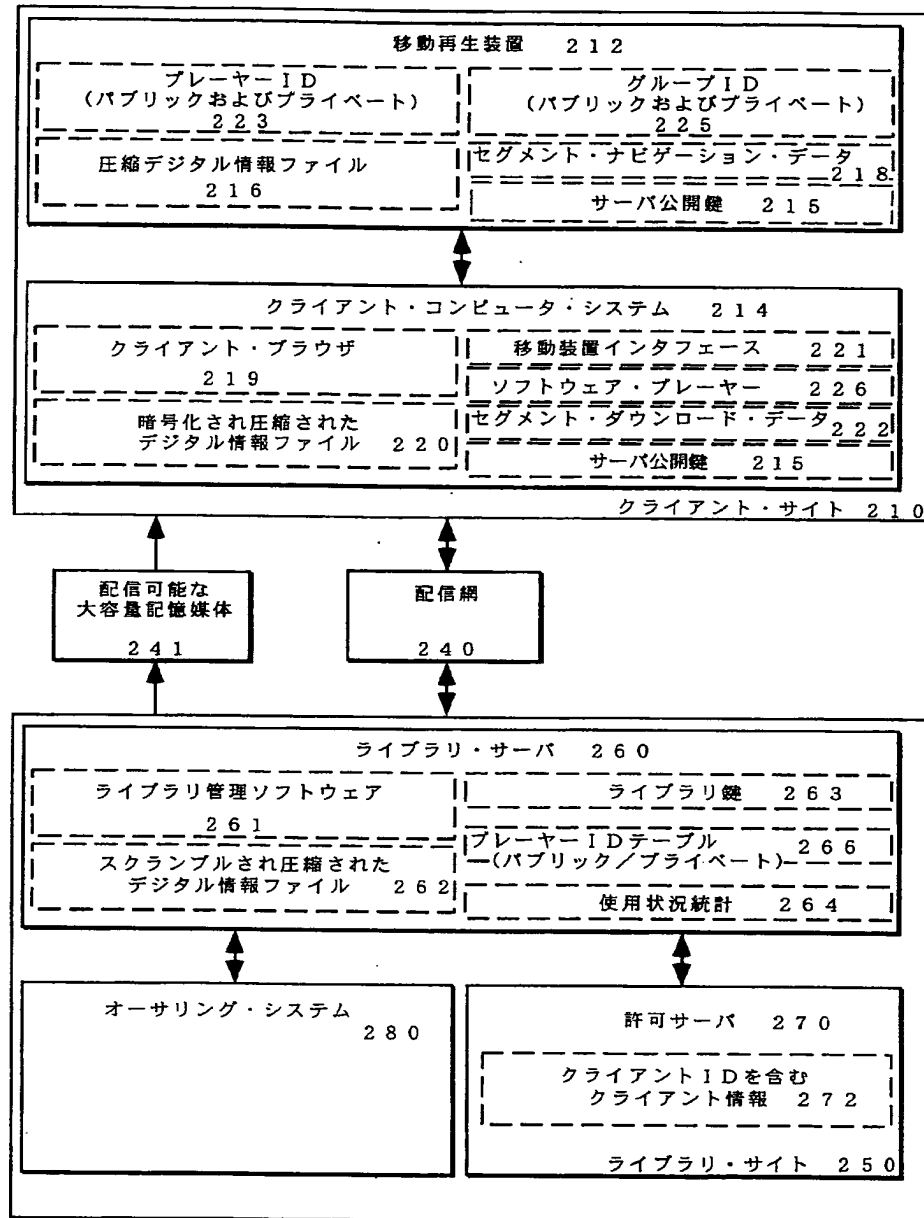 移動再生装置 212
プレーヤーID
(パブリックおよびプライベート)
223
グループID
(パブリックおよびプライベート)
225
圧縮デジタル情報ファイル
216
セグメント・ナビゲーション・データ
218
サーバ公開鍵 215
クライアント・コンピュータ・システム 214
クライアント・ブラウザ
219
移動装置インタフェース 221
ソフトウェア・プレーヤー 226
暗号化され圧縮された
デジタル情報ファイル 220
セグメント・ダウンロード・データ222
サーバ公開鍵 215
クライアント・サイト 210
配信可能な
大容量記憶媒体
241
配信網
240
ライブラリ・サーバ 260
ライブラリ管理ソフトウェア
261
ライブラリ鍵 263
プレーヤーIDテーブル 266
(パブリック/プライベート)
スクランブルされ圧縮された
デジタル情報ファイル 262
使用状況統計 264
オーサリング・システム
280
許可サーバ 270
クライアントIDを含む
クライアント情報 272
ライブラリ・サイト 250